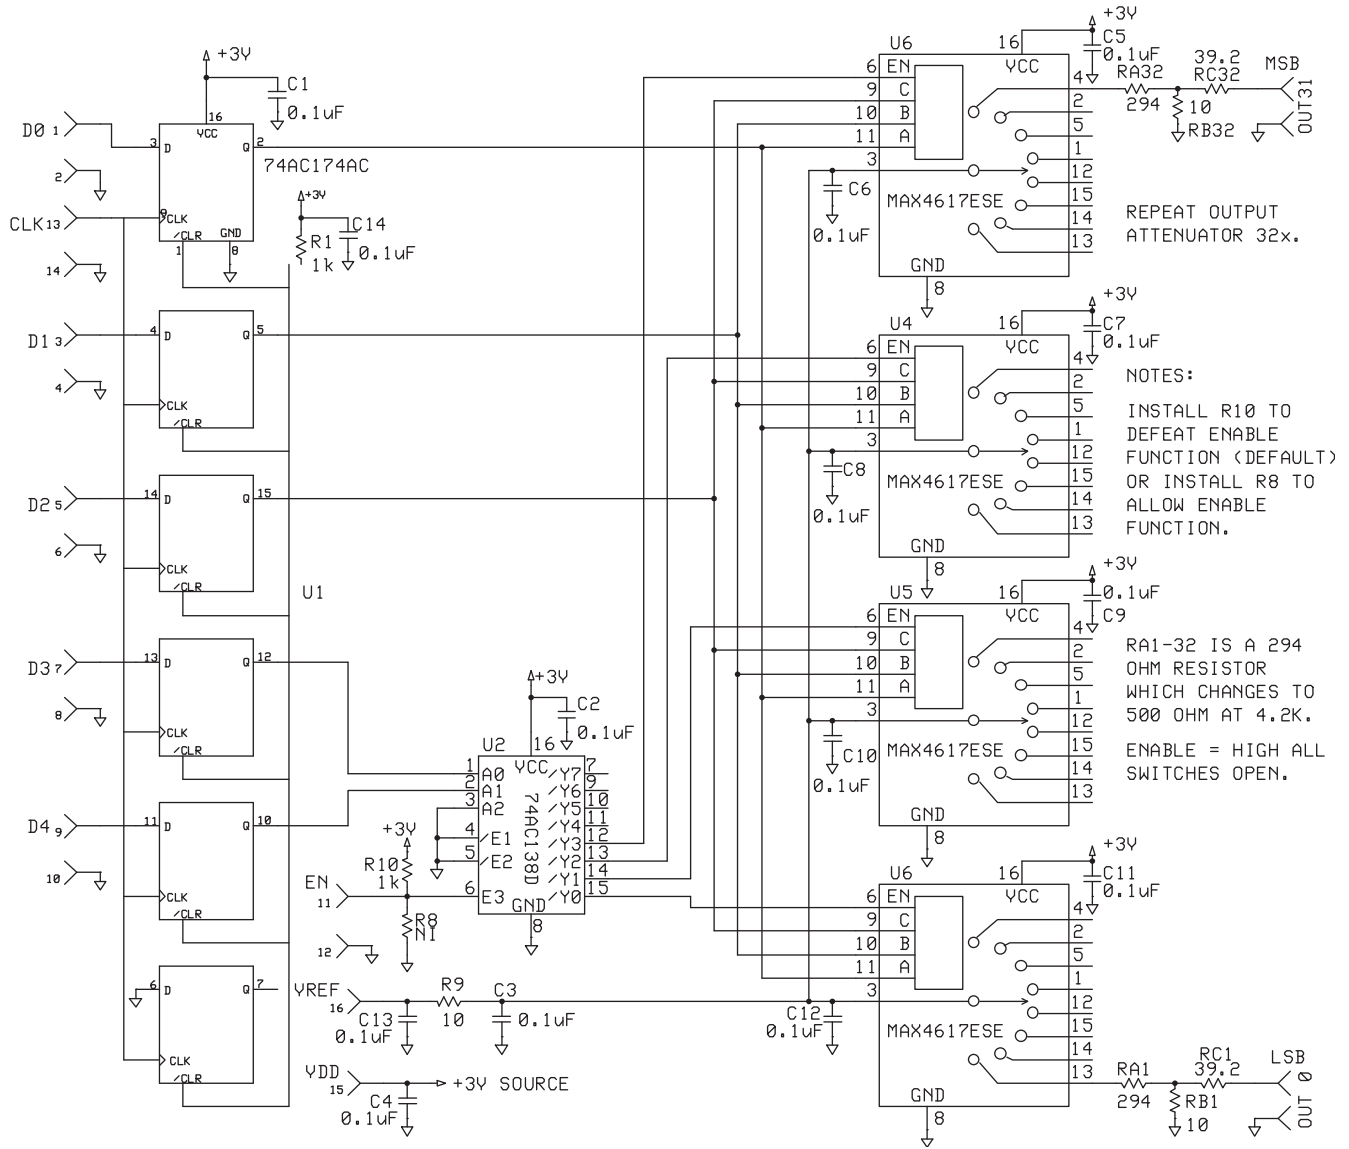 +3V
C1
0.1uF
16
VCC
D0 1
3 D
Q 2
74AC174AC
2
CLK 13
9
CLK
/CLR
GND
1
8
14
+3V
C14
R1
0.1uF
1k
D1 3
4 D
Q 5
4
CLK
/CLR
D2 5
14 D
Q 15
6
CLK
/CLR
U1
D3 7
13 D
Q 12
8
CLK
/CLR
D4 9
11 D
Q 10
10
CLK
/CLR
6 D
Q 7
CLK
/CLR
+3V
C2
0.1uF
U2
16
VCC
74AC138D
1 A0
2 A1
3 A2
4 /E1
5 /E2
6 E3
/Y7 7
/Y6 9
/Y5 10
/Y4 11
/Y3 12
/Y2 13
/Y1 14
/Y0 15
GND
8
+3V
R10
1k
EN
11
R8
NI
12
VREF
16
R9
10
C3
0.1uF
C13
0.1uF
VDD
15
+3V SOURCE
C4
0.1uF
U6
16
VCC
+3V
C5
0.1uF
6 EN
9 C
10 B
11 A
3
C6
0.1uF
MAX4617ESE
GND
8
4
2
5
1
12
15
14
13
RA32
294
39.2
RC32
10
RB32
MSB
OUT31
REPEAT OUTPUT
ATTENUATOR 32x.
U4
16
VCC
+3V
C7
0.1uF
6 EN
9 C
10 B
11 A
3
C8
0.1uF
MAX4617ESE
GND
8
4
2
5
1
12
15
14
13
NOTES:
INSTALL R10 TO
DEFEAT ENABLE
FUNCTION (DEFAULT)
OR INSTALL R8 TO
ALLOW ENABLE
FUNCTION.
U5
16
VCC
+3V
0.1uF
C9
6 EN
9 C
10 B
11 A
3
C10
0.1uF
MAX4617ESE
GND
8
4
2
5
1
12
15
14
13
RA1-32 IS A 294
OHM RESISTOR
WHICH CHANGES TO
500 OHM AT 4.2K.
ENABLE = HIGH ALL
SWITCHES OPEN.
U6
16
VCC
+3V
C11
0.1uF
6 EN
9 C
10 B
11 A
3
C12
0.1uF
MAX4617ESE
GND
8
4
2
5
1
12
15
14
13
RA1
294
RC1
39.2
RB1
10
LSB
OUT 0